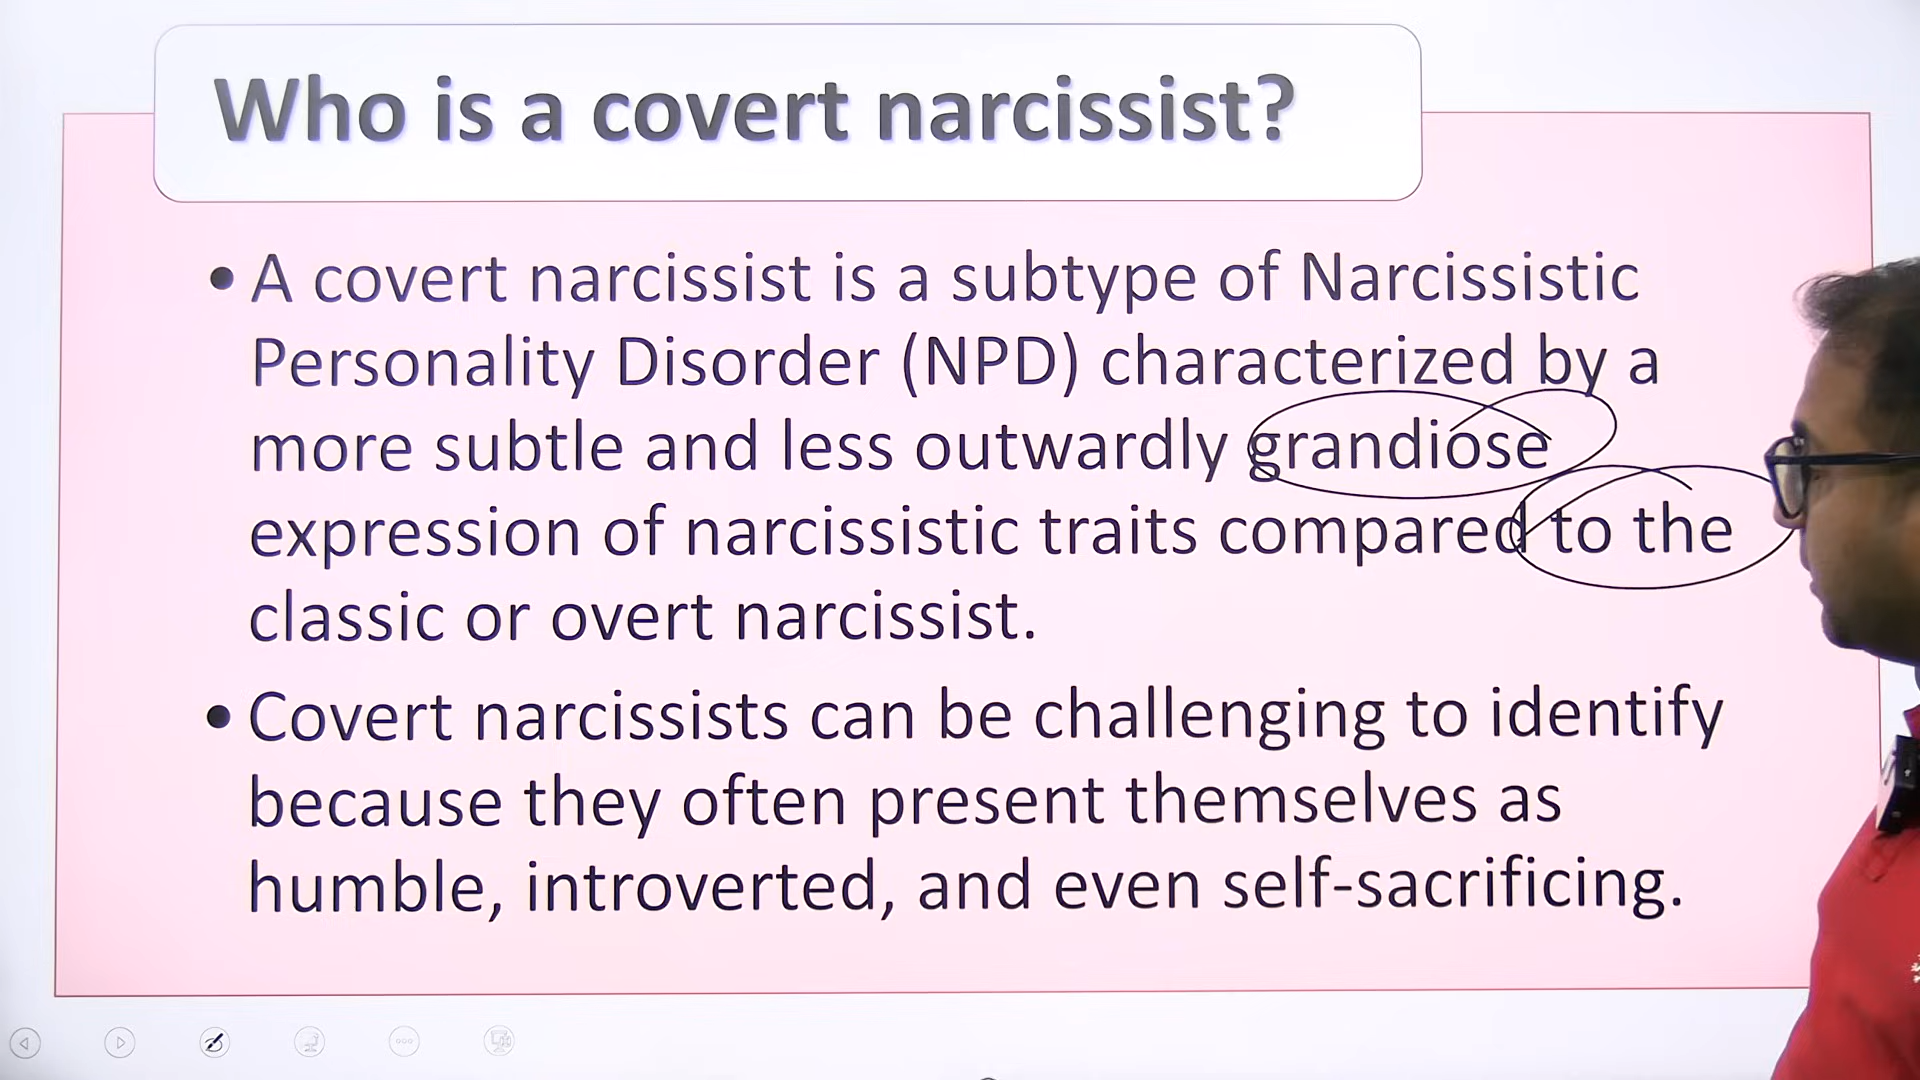 Who is a covert narcissist?
• A covert narcissist is a subtype of Narcissistic
Personality Disorder (NPD) characterized by a
more subtle and less outwardly grandiose
expression of narcissistic traits compared to the
classic or overt narcissist.
• Covert narcissists can be challenging to identify
because they often present themselves as
humble, introverted, and even self-sacrificing.